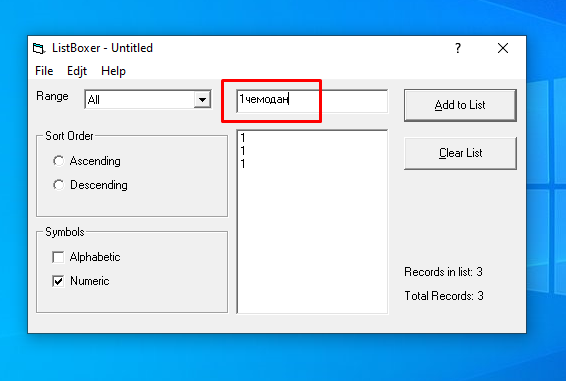 ListBoxer - Untitled
File Edjt Help
Range All 1чемодан Add to List
Sort Order
Ascending
Descending
1
1
1
Clear List
Symbols
Alphabetic
Numeric
Records in list: 3
Total Records: 3